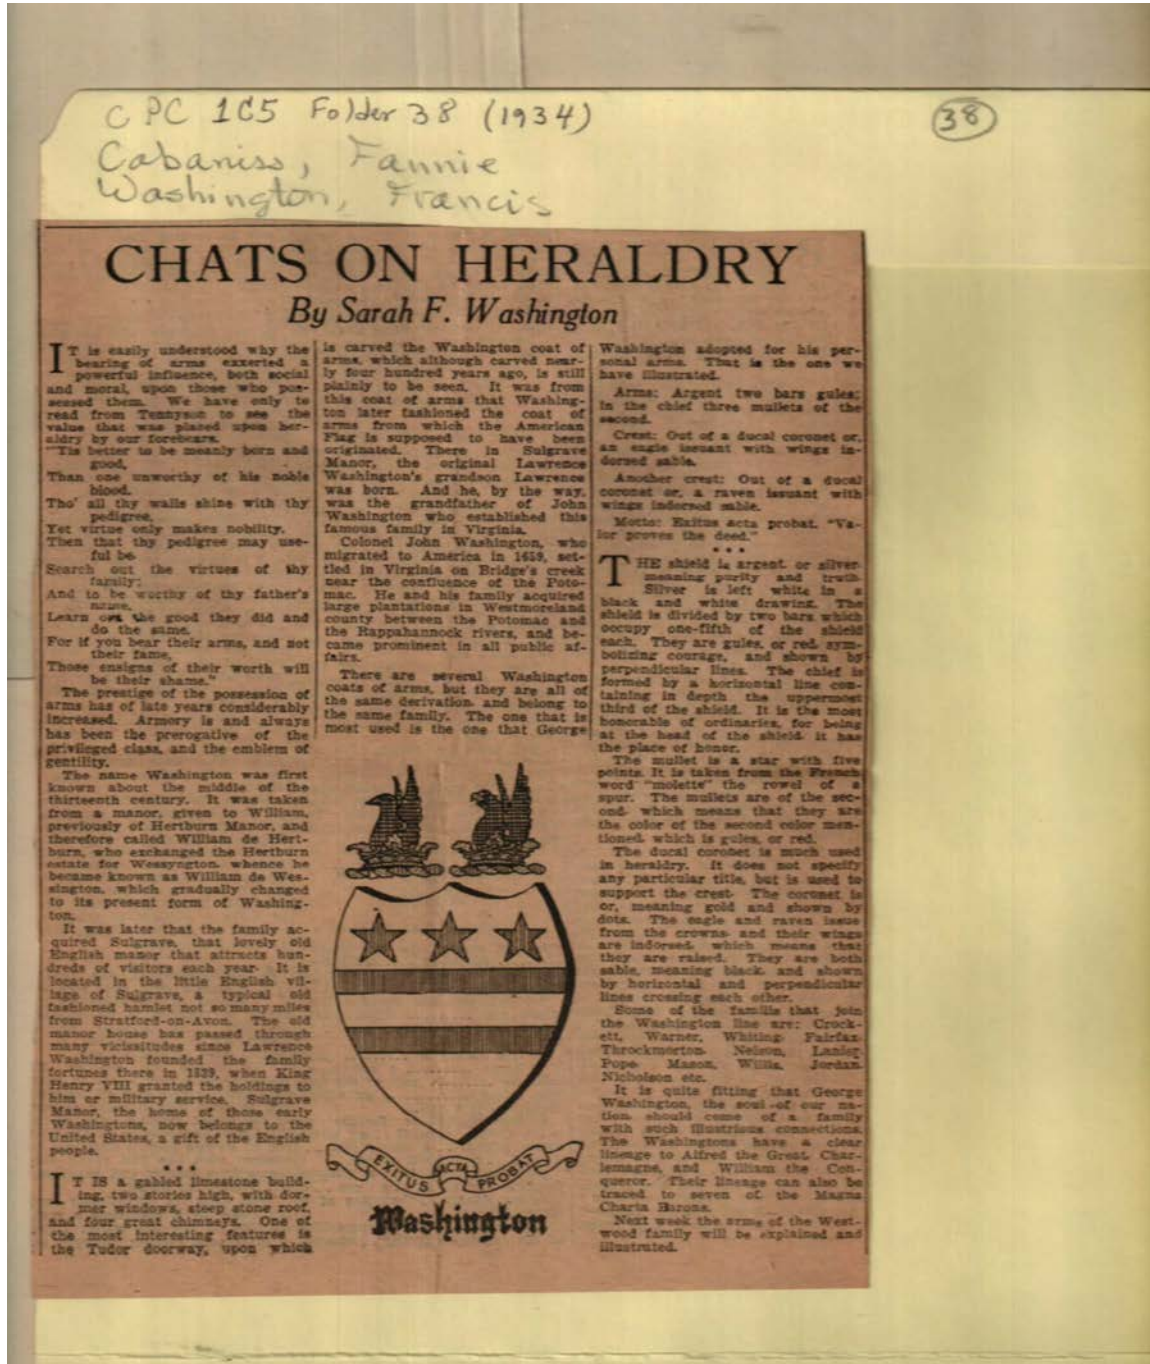 CPC 1C5 Folder 38 (1934)
38
Cabaniss, Fannie
Washington, Francis
CHATS ON HERALDRY
By Sarah F. Washington
IT is easily understood why the
bearing of arms exerted a
powerful influence, both social
and moral, upon those who pos-
sessed them. We have only to
read from Tennyson to see the
value that was placed upon her-
aldry by our forebears.
"'Tis better to be meanly born and
good,
Than one unworthy of his noble
blood.
Tho' all thy walls shine with thy
pedigree,
Yet virtue only makes nobility.
Then that thy pedigree may use-
ful be
Search out the virtues of thy
family;
And to be worthy of thy father's
name,
Learn out the good they did and
do the same.
For if you bear their arms, and not
their fame,
Those ensigns of their worth will
be their shame."
The prestige of the possession of
arms has of late years considerably
increased. Armory is and always
has been the prerogative of the
privileged class, and the emblem of
gentility.
The name Washington was first
known about the middle of the
thirteenth century. It was taken
from a manor, given to William,
previously of Hertburn Manor, and
therefore called William de Hert-
burn, who exchanged the Hertburn
estate for Wessyngton, whence he
became known as William de Wes-
sington, which gradually changed
to its present form of Washing-
ton.
It was later that the family ac-
quired Sulgrave, that lovely old
English manor that attracts hun-
dreds of visitors each year. It is
located in the little English vil-
lage of Sulgrave, a typical old
fashioned hamlet not so many miles
from Stratford-on-Avon. The old
manor house has passed through
many vicissitudes since Lawrence
Washington founded the family
fortunes there in 1539, when King
Henry VIII granted the holdings to
him or military service. Sulgrave
Manor, the home of those early
Washingtons, now belongs to the
United States, a gift of the English
people.
* * *
IT IS a gabled limestone build-
ing, two stories high, with dor-
mer windows, steep stone roof,
and four great chimneys. One of
the most interesting features is
the Tudor doorway, upon which
is carved the Washington coat of
arms, which although carved near-
ly four hundred years ago, is still
plainly to be seen. It was from
this coat of arms that Washing-
ton later fashioned the coat of
arms from which the American
Flag is supposed to have been
originated. There in Sulgrave
Manor, the original Lawrence
Washington's grandson Lawrence
was born. And he, by the way,
was the grandfather of John
Washington who established this
famous family in Virginia.
Colonel John Washington, who
migrated to America in 1659, set-
tled in Virginia on Bridge's creek
near the confluence of the Poto-
mac. He and his family acquired
large plantations in Westmoreland
county between the Potomac and
the Rappahannock rivers, and be-
came prominent in all public af-
fairs.
There are several Washington
coats of arms, but they are all of
the same derivation and belong to
the same family. The one that is
most used is the one that George
Washington adopted for his per-
sonal arms. That is the one we
have illustrated.
Arms: Argent two bars gules;
in the chief three mullets of the
second.
Crest: Out of a ducal coronet or,
an eagle issuant with wings in-
dorsed sable.
Another crest: Out of a ducal
coronet or, a raven issuant with
wings indorsed sable.
Motto: Exitus acta probat. "Va-
lor proves the deed."
* * *
THE shield is argent or silver
meaning purity and truth.
Silver is left white in a
black and white drawing. The
shield is divided by two bars which
occupy one-fifth of the shield
each. They are gules, or red, sym-
bolizing courage, and shown by
perpendicular lines. The chief is
formed by a horizontal line con-
taining in depth the uppermost
third of the shield. It is the most
honorable of ordinaries, for being
at the head of the shield it has
the place of honor.
The mullet is a star with five
points. It is taken from the French
word "molette" the rowel of a
spur. The mullets are of the sec-
ond, which means that they are
the color of the second color men-
tioned, which is gules, or red.
The ducal coronet is much used
in heraldry. It does not specify
any particular title, but is used to
support the crest. The coronet is
or, meaning gold and shown by
dots. The eagle and raven issue
from the crowns and their wings
are indorsed, which means that
they are raised. They are both
sable, meaning black, and shown
by horizontal and perpendicular
lines crossing each other.
Some of the familis that join
the Washington line are: Crock-
ett, Warner, Whiting, Fairfax,
Throckmorton, Nelson, Lanier,
Pope, Mason, Willis, Jordan,
Nicholson etc.
It is quite fitting that George
Washington, the soul of our na-
tion should come of a family
with such illustrious connections.
The Washingtons have a clear
lineage to Alfred the Great, Char-
lemagne, and William the Con-
queror. Their lineage can also be
traced to seven of the Magna
Charta Barons.
Next week the arms of the West-
wood family will be explained and
illustrated.
EXITUS ACTA PROBAT
Washington